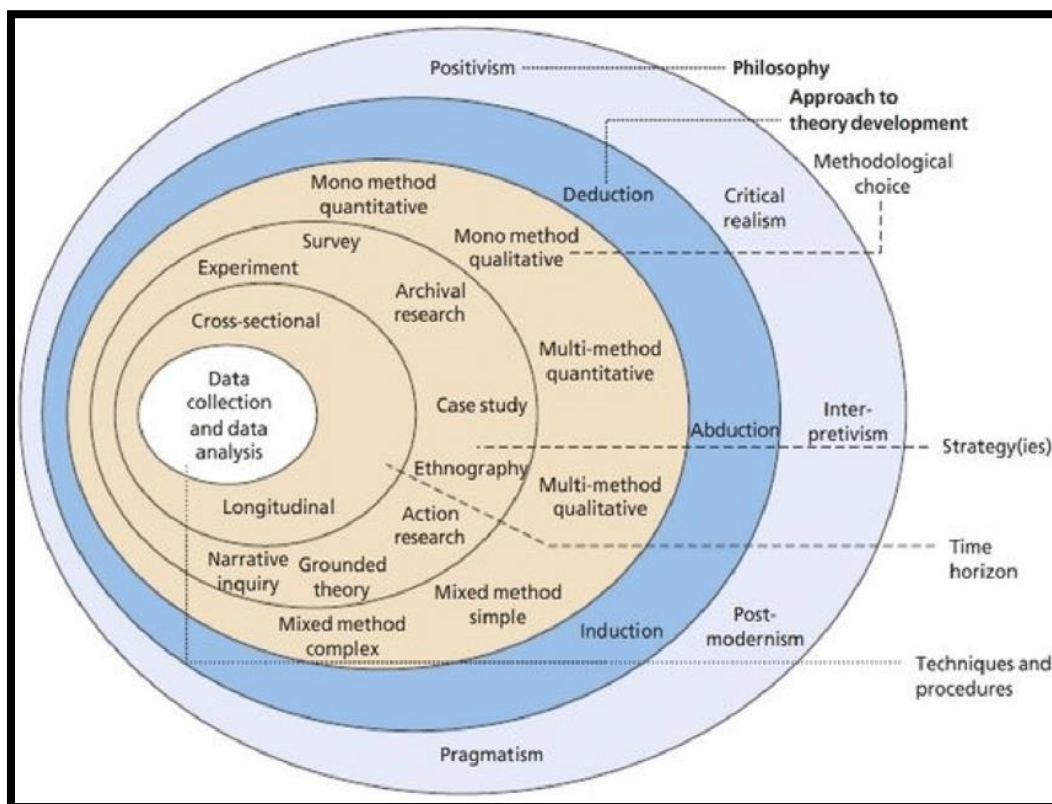 Positivism
Philosophy
Approach to
theory development
Methodological
choice
Mono method
quantitative
Deduction
Critical
realism
Survey
Mono method
qualitative
Experiment
Archival
research
Cross-sectional
Multi-method
quantitative
Data
collection
and data
analysis
Case study
Abduction
Inter-
pretivism
Strategy(ies)
Ethnography
Multi-method
qualitative
Longitudinal
Action
research
Time
horizon
Narrative
inquiry
Grounded
theory
Mixed method
simple
Mixed method
complex
Induction
Post-
modernism
Techniques and
procedures
Pragmatism